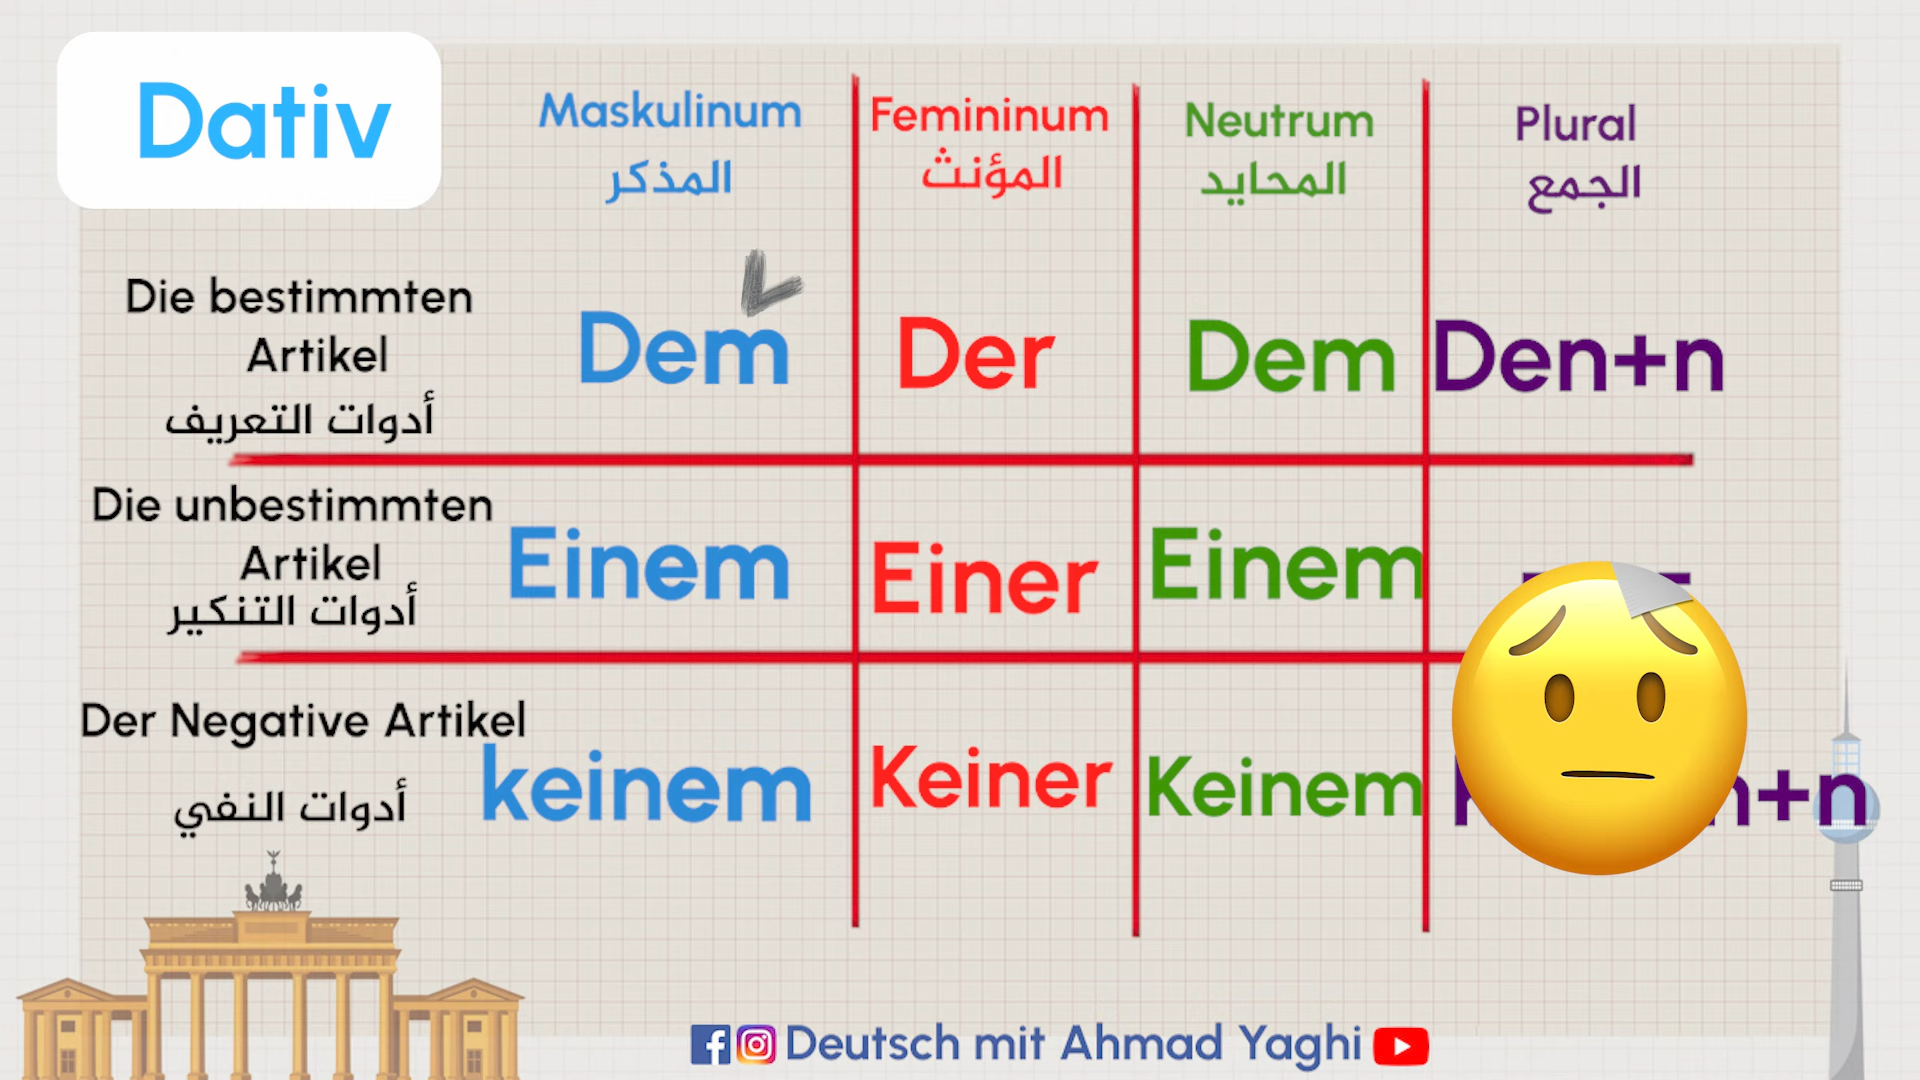 Dativ
Maskulinum
المذكر
Femininum
المؤنث
Neutrum
المحايد
Plural
الجمع
Die bestimmten
Artikel
أدوات التعريف
Dem
Der
Dem
Den+n
Die unbestimmten
Artikel
أدوات التنكير
Einem
Einer
Einem
Der Negative Artikel
أدوات النفي
keinem
Keiner
Keinem
Deutsch mit Ahmad Yaghi